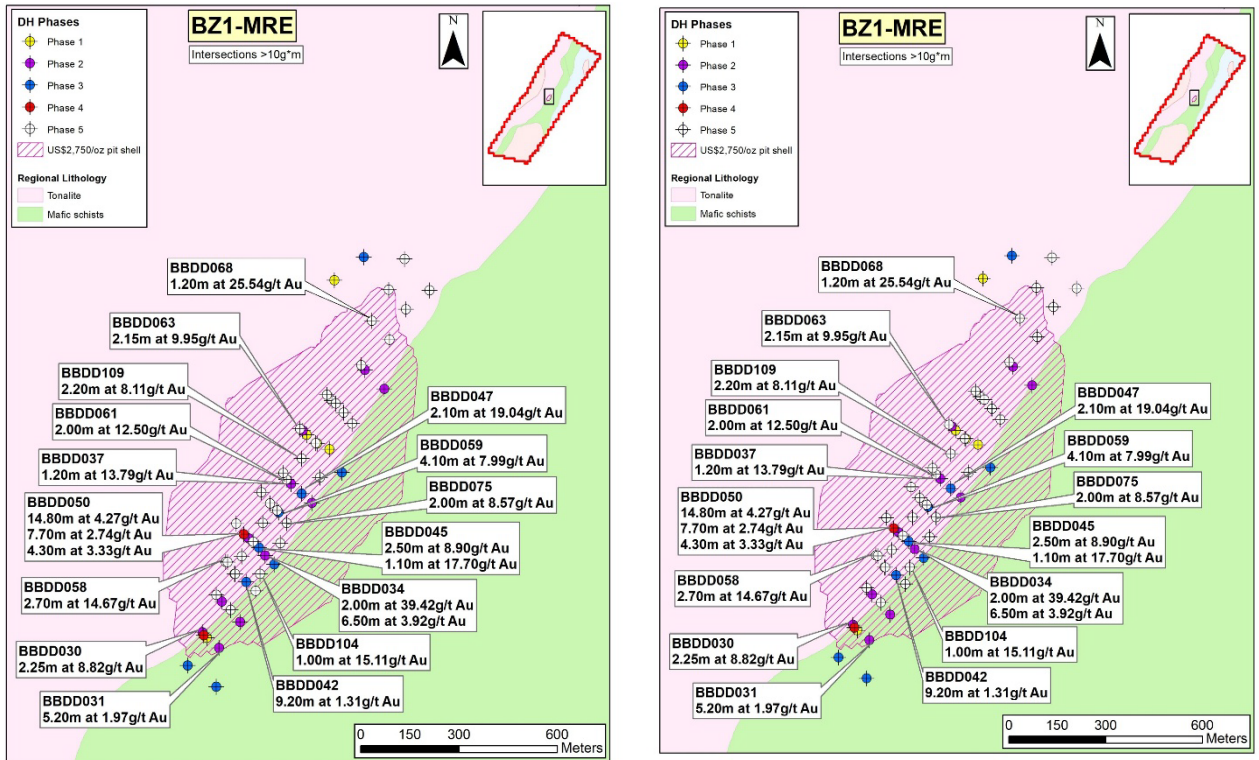 DH Phases
Phase 1
Phase 2
Phase 3
Phase 4
Phase 5
US$2,750/oz pit shell
Regional Lithology
Tonalite
Mafic schists
BZ1-MRE
Intersections >10g*m
N
BBDD068
1.20m at 25.54g/t Au
BBDD063
2.15m at 9.95g/t Au
BBDD109
2.20m at 8.11g/t Au
BBDD061
2.00m at 12.50g/t Au
BBDD037
1.20m at 13.79g/t Au
BBDD050
14.80m at 4.27g/t Au
7.70m at 2.74g/t Au
4.30m at 3.33g/t Au
BBDD058
2.70m at 14.67g/t Au
BBDD030
2.25m at 8.82g/t Au
BBDD031
5.20m at 1.97g/t Au
BBDD047
2.10m at 19.04g/t Au
BBDD059
4.10m at 7.99g/t Au
BBDD075
2.00m at 8.57g/t Au
BBDD045
2.50m at 8.90g/t Au
1.10m at 17.70g/t Au
BBDD034
2.00m at 39.42g/t Au
6.50m at 3.92g/t Au
BBDD104
1.00m at 15.11g/t Au
BBDD042
9.20m at 1.31g/t Au
0 150 300 600
Meters
DH Phases
Phase 1
Phase 2
Phase 3
Phase 4
Phase 5
US$2,750/oz pit shell
Regional Lithology
Tonalite
Mafic schists
BZ1-MRE
Intersections >10g*m
N
BBDD068
1.20m at 25.54g/t Au
BBDD063
2.15m at 9.95g/t Au
BBDD109
2.20m at 8.11g/t Au
BBDD061
2.00m at 12.50g/t Au
BBDD037
1.20m at 13.79g/t Au
BBDD050
14.80m at 4.27g/t Au
7.70m at 2.74g/t Au
4.30m at 3.33g/t Au
BBDD058
2.70m at 14.67g/t Au
BBDD030
2.25m at 8.82g/t Au
BBDD031
5.20m at 1.97g/t Au
BBDD047
2.10m at 19.04g/t Au
BBDD059
4.10m at 7.99g/t Au
BBDD075
2.00m at 8.57g/t Au
BBDD045
2.50m at 8.90g/t Au
1.10m at 17.70g/t Au
BBDD034
2.00m at 39.42g/t Au
6.50m at 3.92g/t Au
BBDD104
1.00m at 15.11g/t Au
BBDD042
9.20m at 1.31g/t Au
0 150 300 600
Meters